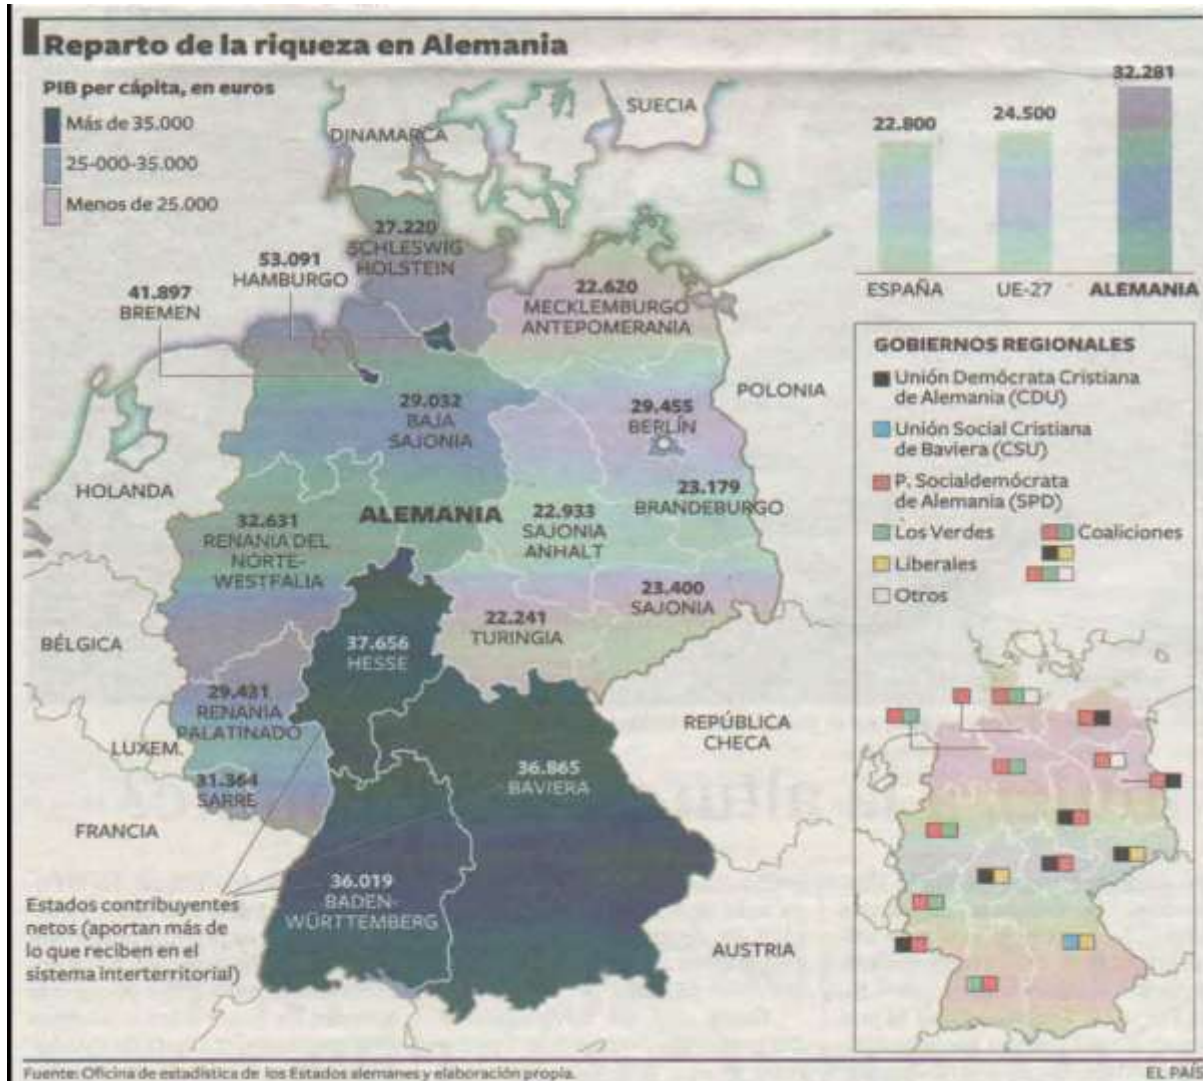 Reparto de la riqueza en Alemania
PIB per cápita, en euros
Más de 35.000
25-000-35.000
Menos de 25.000
DINAMARCA
SUECIA
27.220
SCHLESWIG
HOLSTEIN
53.091
HAMBURGO
41.897
BREMEN
22.620
MECKLEMBURGO
ANTEPOMERANIA
POLONIA
29.032
BAJA
SAJONIA
29.455
BERLÍN
HOLANDA
23.179
BRANDEBURGO
ALEMANIA
22.933
SAJONIA
ANHALT
32.631
RENANIA DEL
NORTE-
WESTFALIA
23.400
SAJONIA
22.241
TURINGIA
BÉLGICA
37.656
HESSE
29.431
RENANIA
PALATINADO
LUXEM.
REPÚBLICA
CHECA
31.364
SARRE
36.865
BAVIERA
FRANCIA
36.019
BADEN-
WÜRTTEMBERG
Estados contribuyentes
netos (aportan más de
lo que reciben en el
sistema interterritorial)
AUSTRIA
22.800
24.500
32.281
ESPAÑA
UE-27
ALEMANIA
GOBIERNOS REGIONALES
Unión Demócrata Cristiana
de Alemania (CDU)
Unión Social Cristiana
de Baviera (CSU)
P. Socialdemócrata
de Alemania (SPD)
Los Verdes
Coaliciones
Liberales
Otros
Fuente: Oficina de estadística de los Estados alemanes y elaboración propia.
EL PAÍS